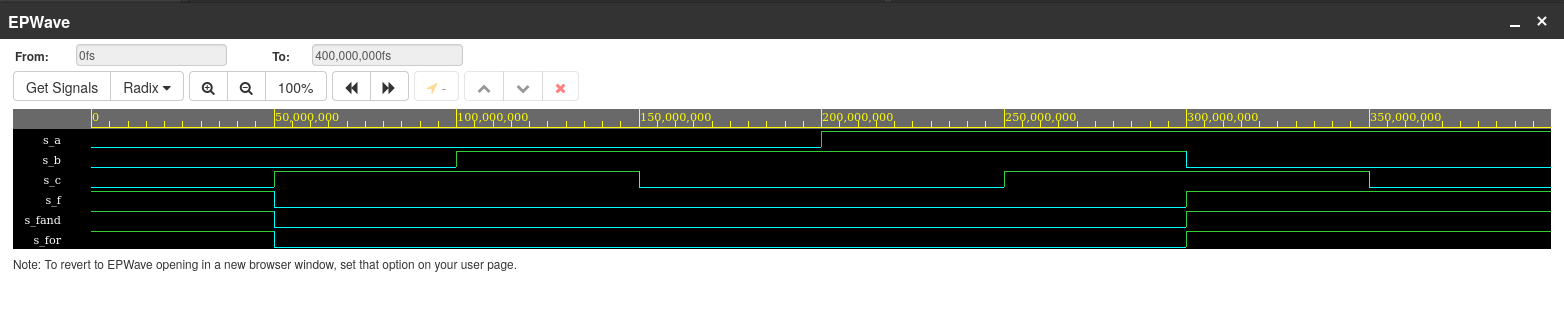 EPWave
From: 0fs To: 400,000,000fs
Get Signals Radix 100% -
0 50,000,000 100,000,000 150,000,000 200,000,000 250,000,000 300,000,000 350,000,000
s_a
s_b
s_c
s_f
s_fand
s_for
Note: To revert to EPWave opening in a new browser window, set that option on your user page.